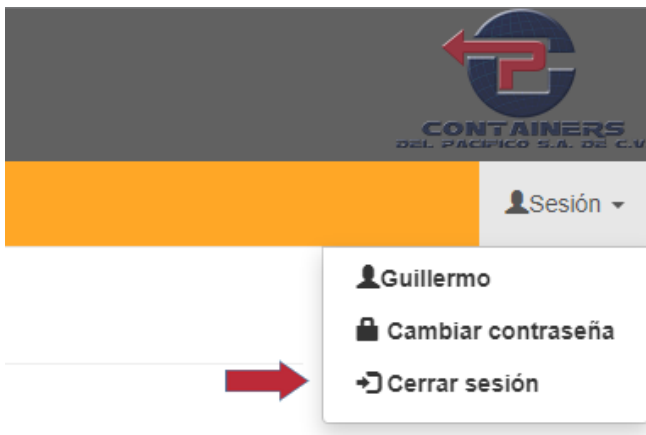 CONTAINERS
DEL PACIFICO S.A. DE C.V
Sesión
Guillermo
Cambiar contraseña
Cerrar sesión